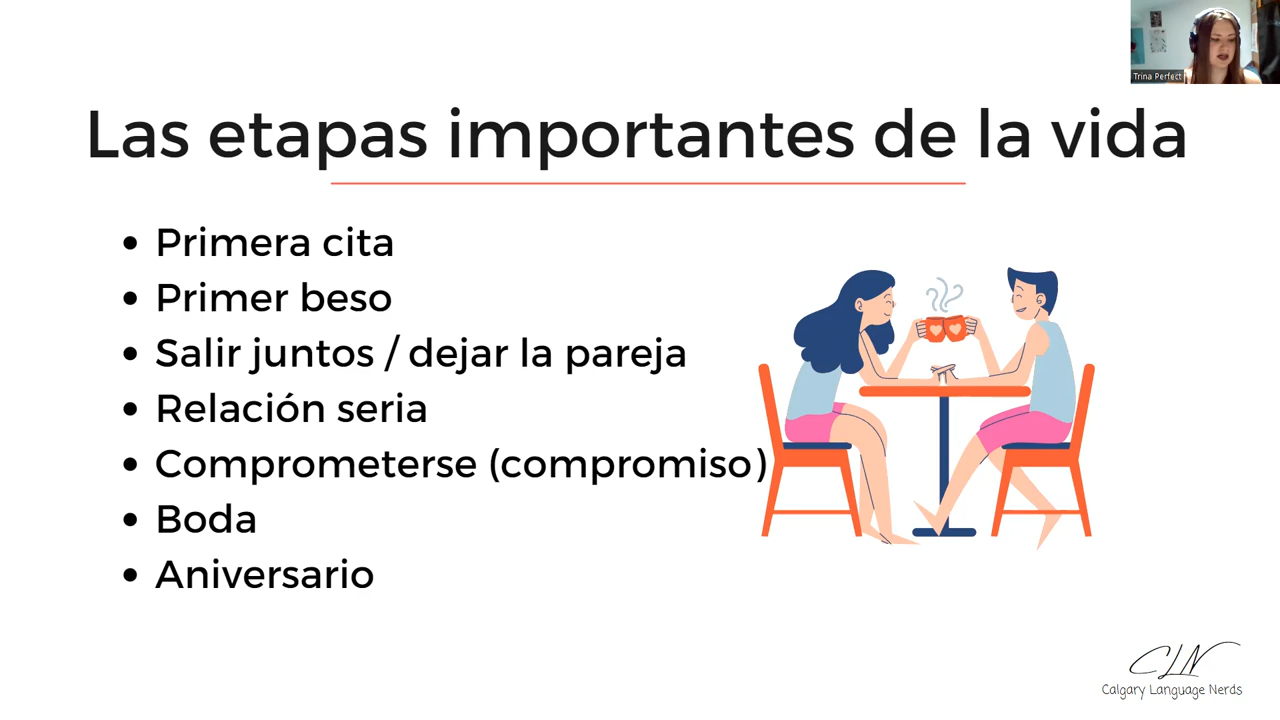 Trina Perfect
Las etapas importantes de la vida
• Primera cita
• Primer beso
• Salir juntos / dejar la pareja
• Relación seria
• Comprometerse (compromiso)
• Boda
• Aniversario
CLN
Calgary Language Nerds